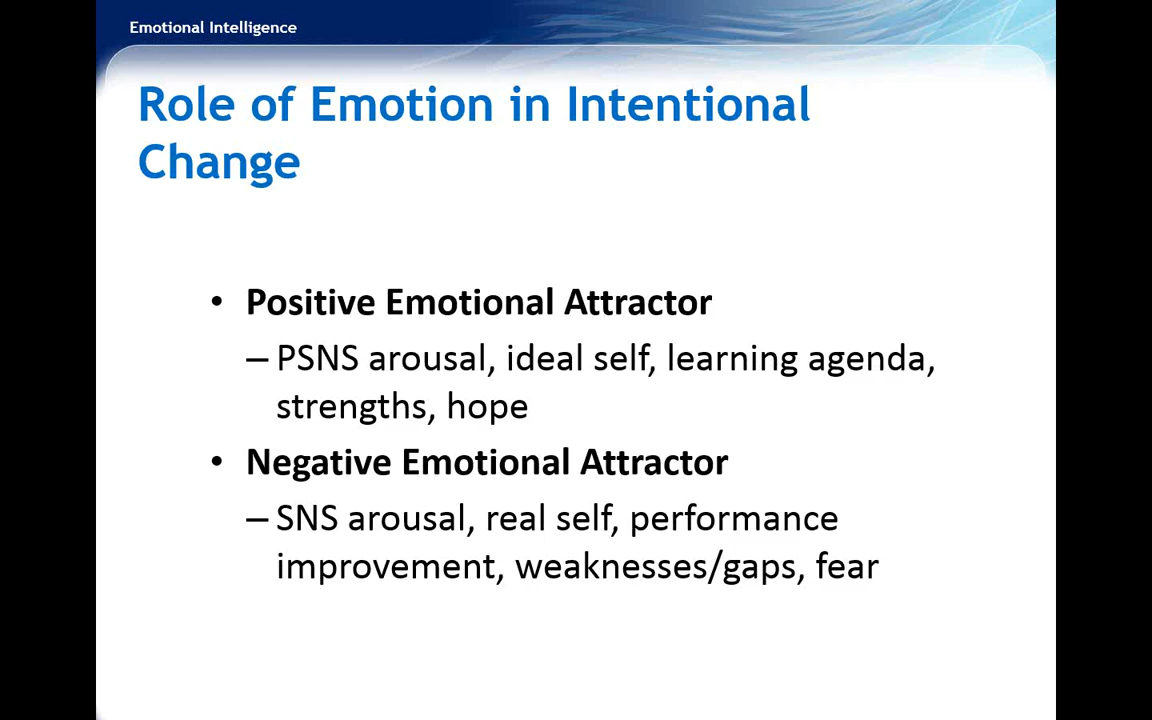 Emotional Intelligence
Role of Emotion in Intentional
Change
• Positive Emotional Attractor
– PSNS arousal, ideal self, learning agenda,
strengths, hope
• Negative Emotional Attractor
– SNS arousal, real self, performance
improvement, weaknesses/gaps, fear